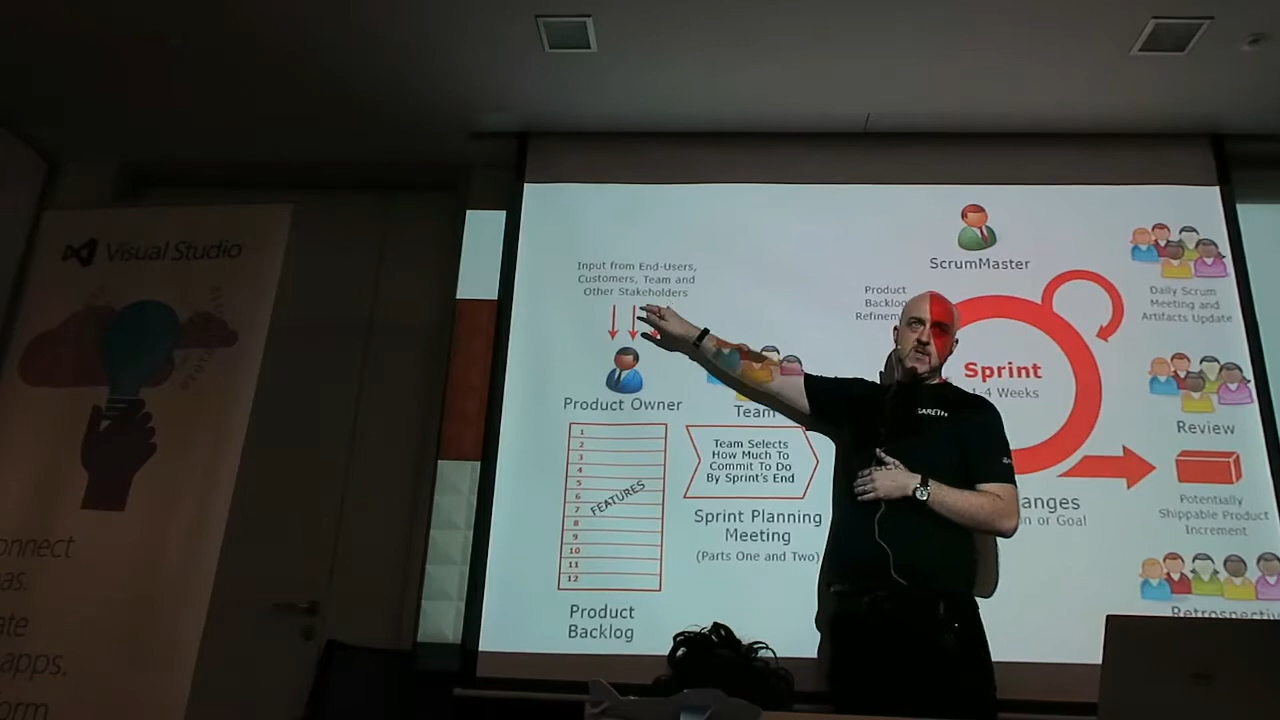 Visual Studio
onnect
as.
ate
apps.
orm
Input from End-Users,
Customers, Team and
Other Stakeholders
Product Owner
Team
1
2
3
4
5
6
7
8
9
10
11
12
FEATURES
Product
Backlog
Team Selects
How Much To
Commit To Do
By Sprint's End
Sprint Planning
Meeting
(Parts One and Two)
ScrumMaster
Product
Backlog
Refinem
Sprint
1-4 Weeks
anges
n or Goal
GARETH
Daily Scrum
Meeting and
Artifacts Update
Review
Potentially
Shippable Product
Increment
Retrospectiv